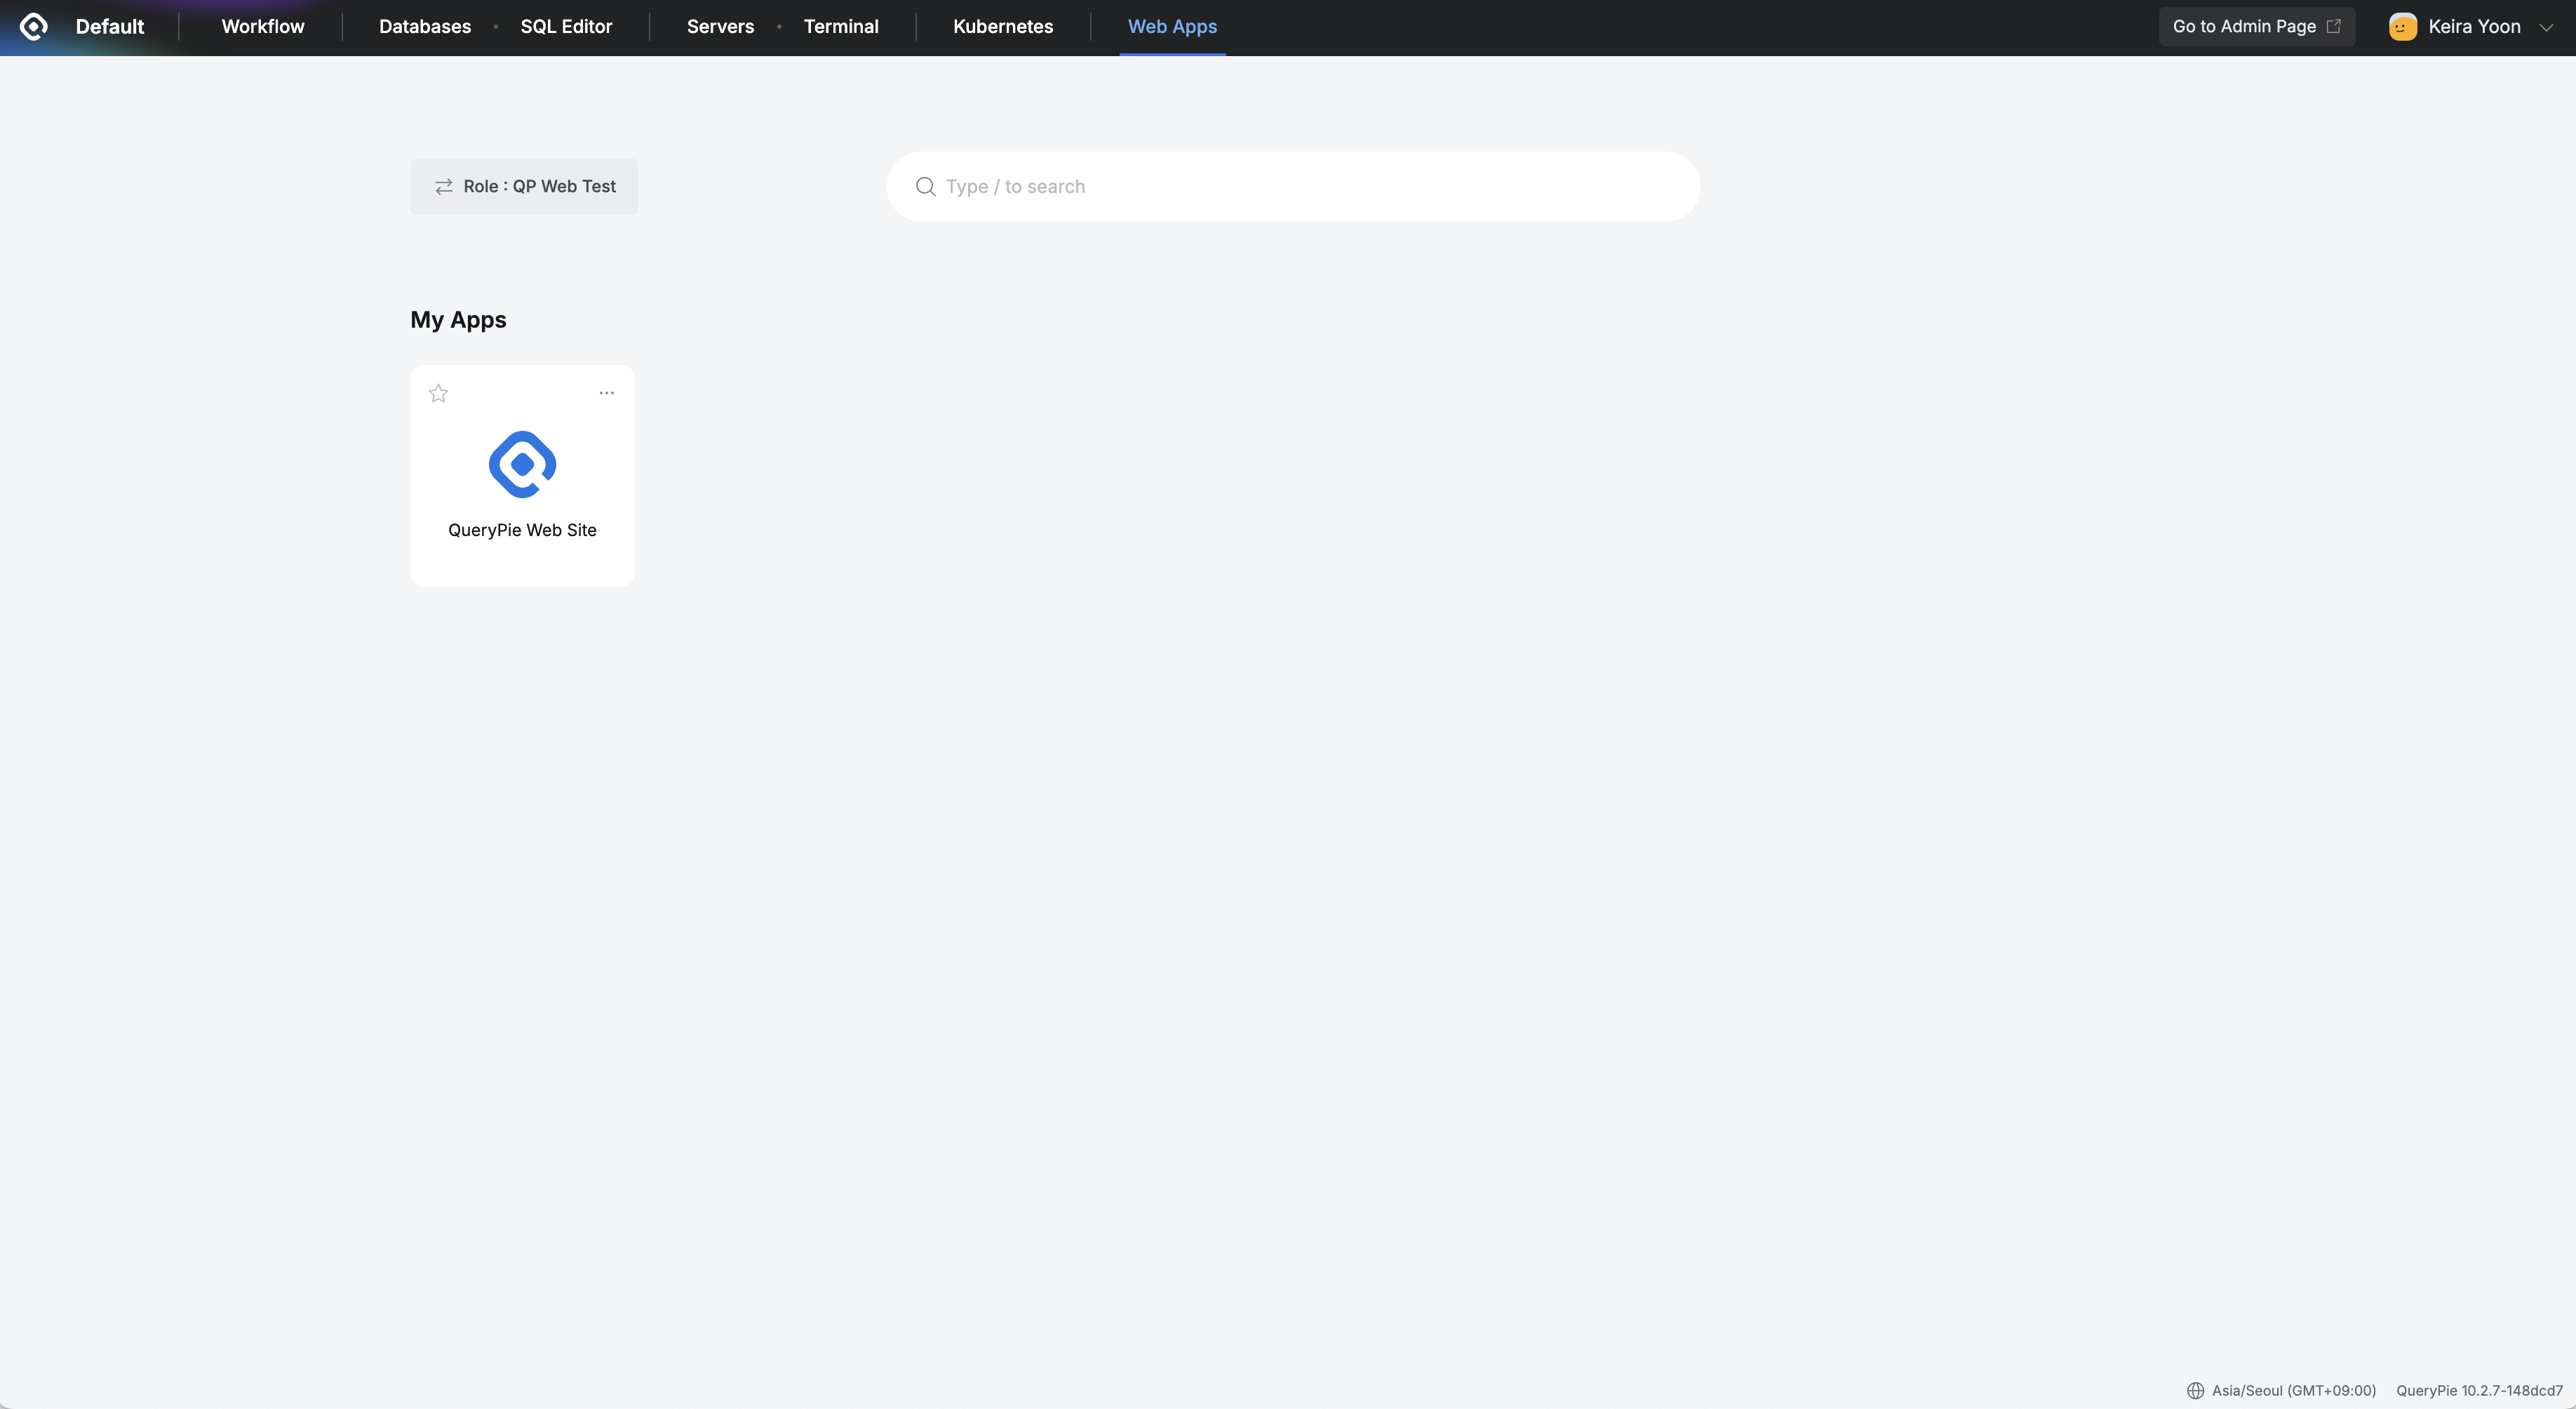 Default Workflow Databases • SQL Editor Servers • Terminal Kubernetes Web Apps Go to Admin Page Keira Yoon
Role : QP Web Test
Type / to search
My Apps
QueryPie Web Site
Asia/Seoul (GMT+09:00) QueryPie 10.2.7-148dcd7